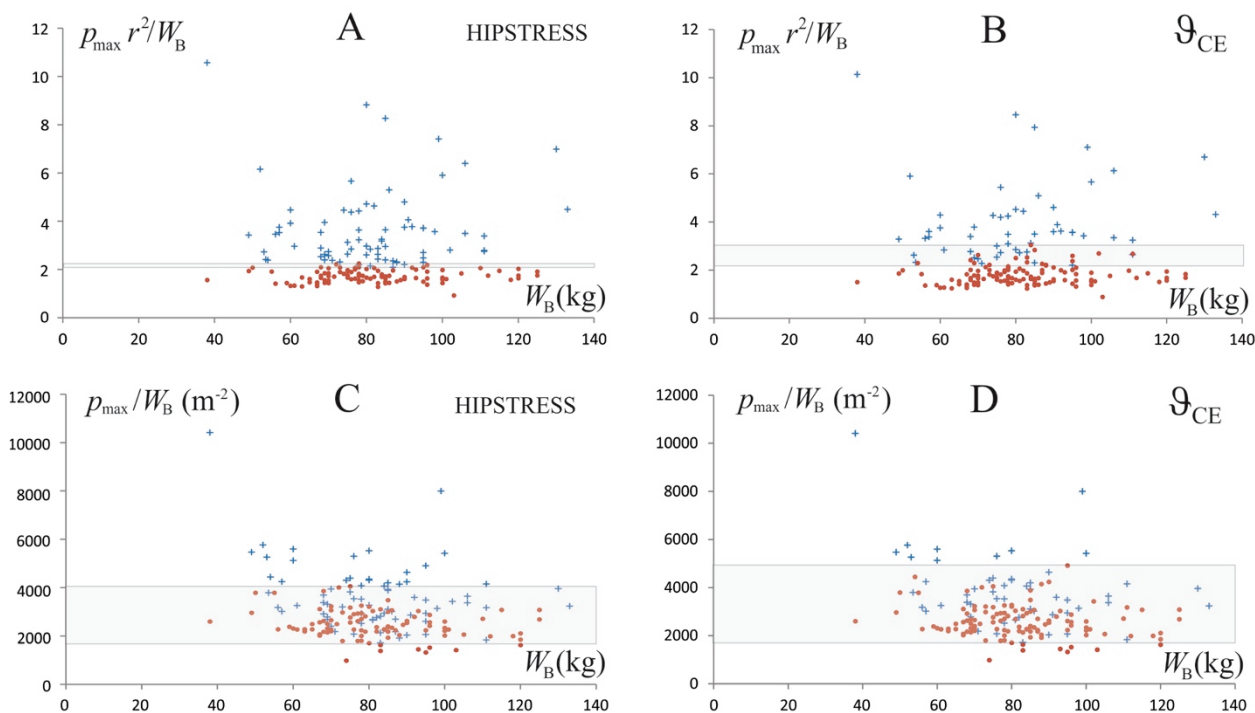 p_max r²/W_B A HIPSTRESS
12
10
8
6
4
2
0
0 20 40 60 80 100 120 140
W_B(kg)
p_max r²/W_B B ϑ_CE
12
10
8
6
4
2
0
0 20 40 60 80 100 120 140
W_B(kg)
p_max /W_B (m⁻²) C HIPSTRESS
12000
10000
8000
6000
4000
2000
0
0 20 40 60 80 100 120 140
W_B(kg)
p_max /W_B (m⁻²) D ϑ_CE
12000
10000
8000
6000
4000
2000
0
0 20 40 60 80 100 120 140
W_B(kg)